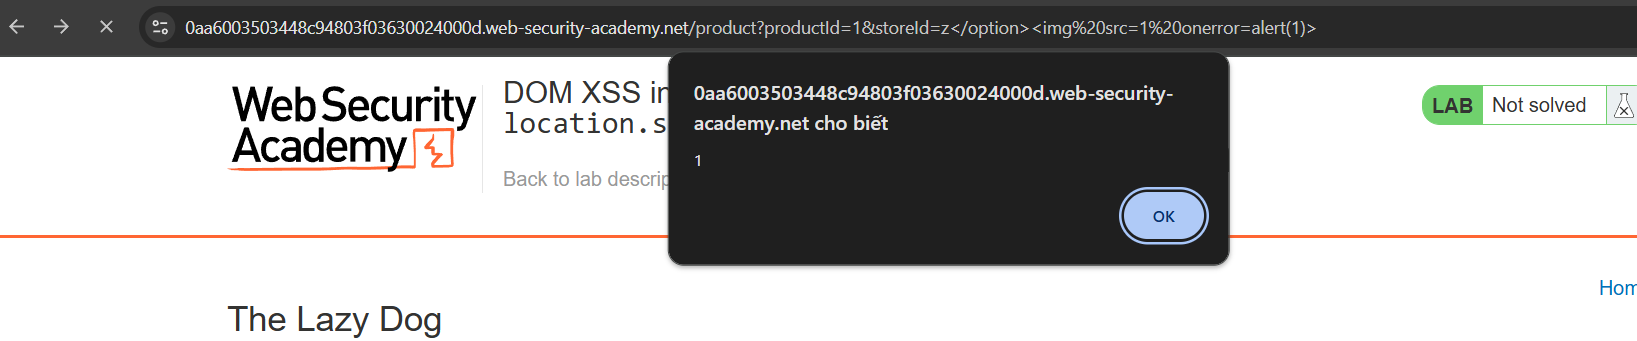 0aa6003503448c94803f03630024000d.web-security-academy.net/product?productId=1&storeId=z</option><img%20src=1%20onerror=alert(1)>
Web Security
Academy
DOM XSS in
location.s
Back to lab descrip
0aa6003503448c94803f03630024000d.web-security-
academy.net cho biết
1
OK
LAB
Not solved
Hom
The Lazy Dog